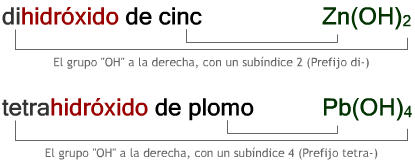 dihidróxido de cinc Zn(OH)₂
El grupo "OH" a la derecha, con un subíndice 2 (Prefijo di-)
tetrahidróxido de plomo Pb(OH)₄
El grupo "OH" a la derecha, con un subíndice 4 (Prefijo tetra-)